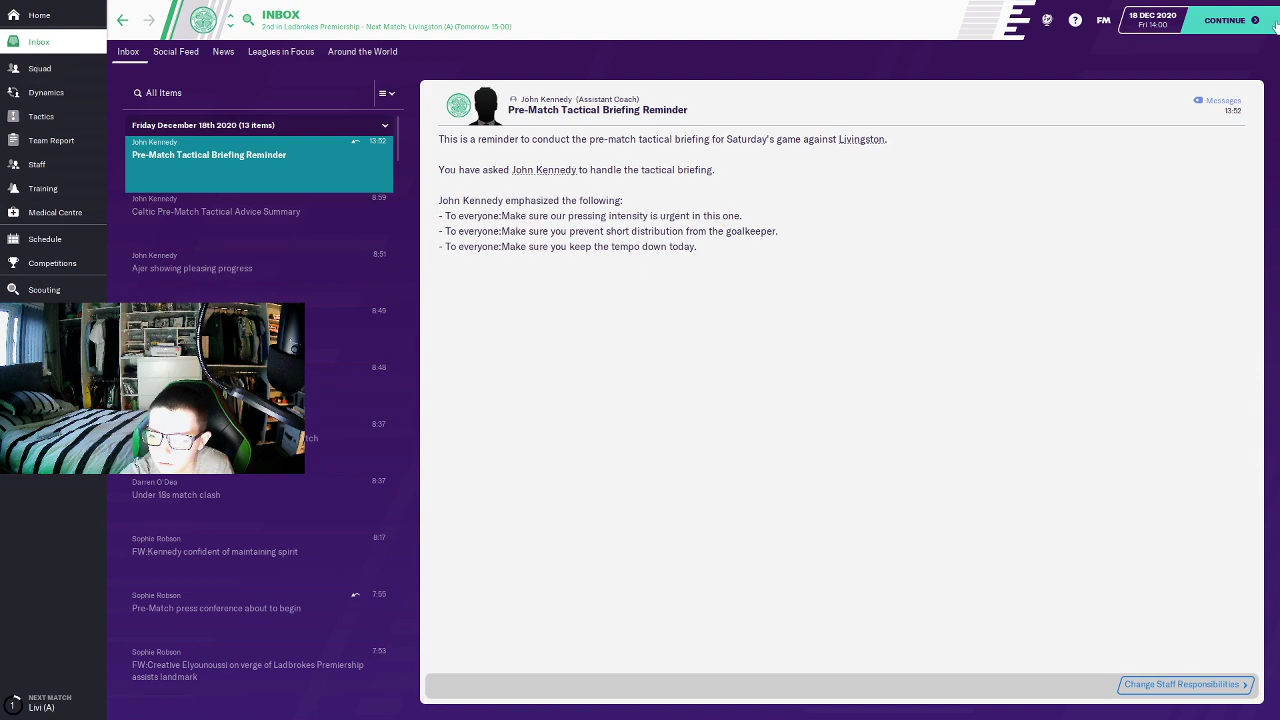 INBOX
2nd in Ladbrokes Premiership - Next Match: Livingston (A) (Tomorrow 15:00)
FM
18 DEC 2020
Fri 14:00
CONTINUE
Inbox
Social Feed
News
Leagues in Focus
Around the World
Inbox
Squad
Dynamics
Tactics
Team Report
Staff
Training
Medical Centre
Schedule
Competitions
Scouting
All Items
Friday December 18th 2020 (13 items)
John Kennedy
13:52
Pre-Match Tactical Briefing Reminder
John Kennedy
8:59
Celtic Pre-Match Tactical Advice Summary
John Kennedy
8:51
Ajer showing pleasing progress
8:49
8:48
8:37
tch
Darren O'Dea
8:37
Under 18s match clash
Sophie Robson
8:17
FW:Kennedy confident of maintaining spirit
Sophie Robson
7:55
Pre-Match press conference about to begin
Sophie Robson
7:53
FW:Creative Elyounoussi on verge of Ladbrokes Premiership
assists landmark
John Kennedy (Assistant Coach)
Pre-Match Tactical Briefing Reminder
Messages
13:52
This is a reminder to conduct the pre-match tactical briefing for Saturday's game against Livingston.
You have asked John Kennedy to handle the tactical briefing.
John Kennedy emphasized the following:
- To everyone:Make sure our pressing intensity is urgent in this one.
- To everyone:Make sure you prevent short distribution from the goalkeeper.
- To everyone:Make sure you keep the tempo down today.
Change Staff Responsibilities
1
NEXT MATCH
Livi (A)